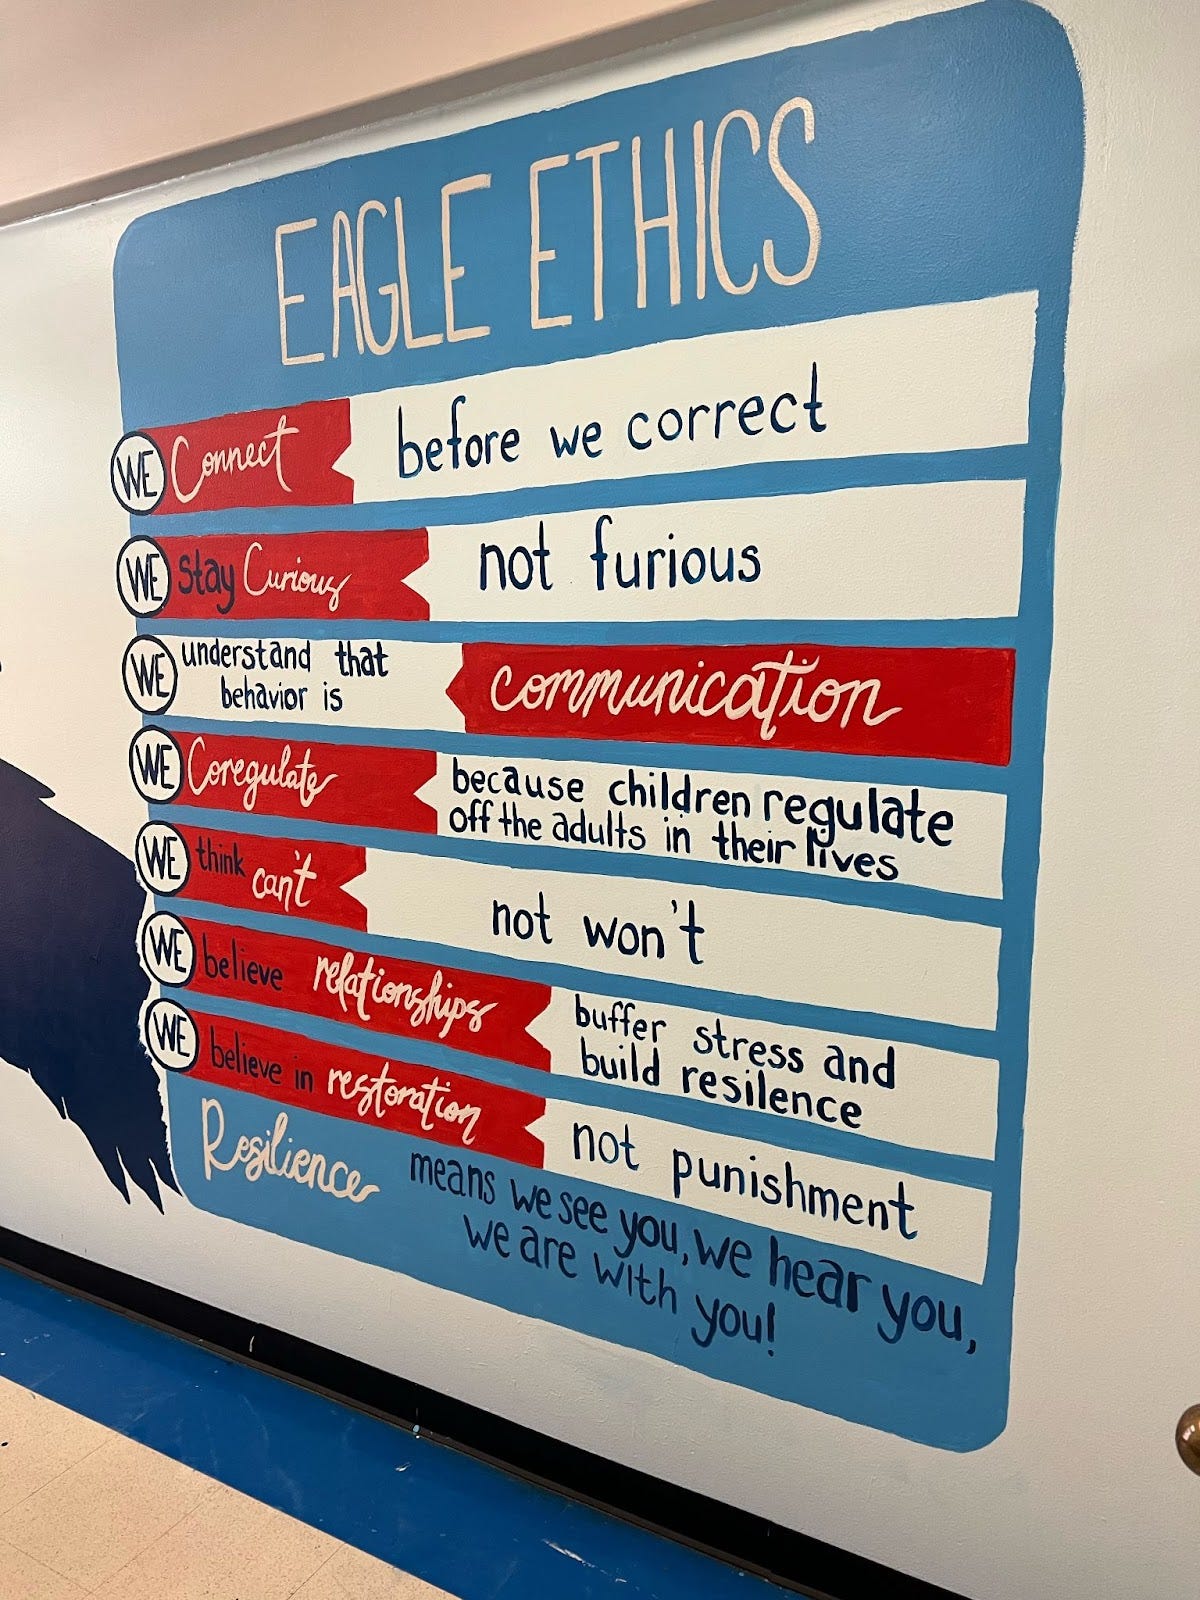 EAGLE ETHICS
WE Connect before we correct
WE stay Curious not furious
WE understand that
behavior is communication
WE Coregulate because children regulate
off the adults in their lives
WE think can't not won't
WE believe relationships buffer stress and
build resilence
WE believe in restoration not punishment
Resilience means we see you, we hear you,
we are with you!